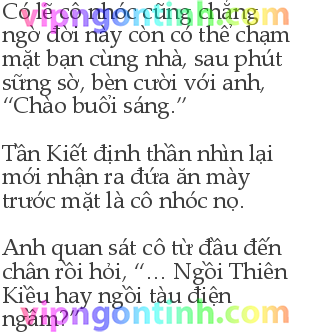 Có lẽ cô nhóc cũng chẳng
ngờ đời này còn có thể chạm
mặt bạn cùng nhà, sau phút
sững sờ, bèn cười với anh,
“Chào buổi sáng.”
Tần Kiết định thần nhìn lại
mới nhận ra đứa ăn mày
trước mặt là cô nhóc nọ.
Anh quan sát cô từ đầu đến
chân rồi hỏi, “... Ngồi Thiên
Kiều hay ngồi tàu điện
ngầm?”
vipngontinh.com
vipngontinh.com